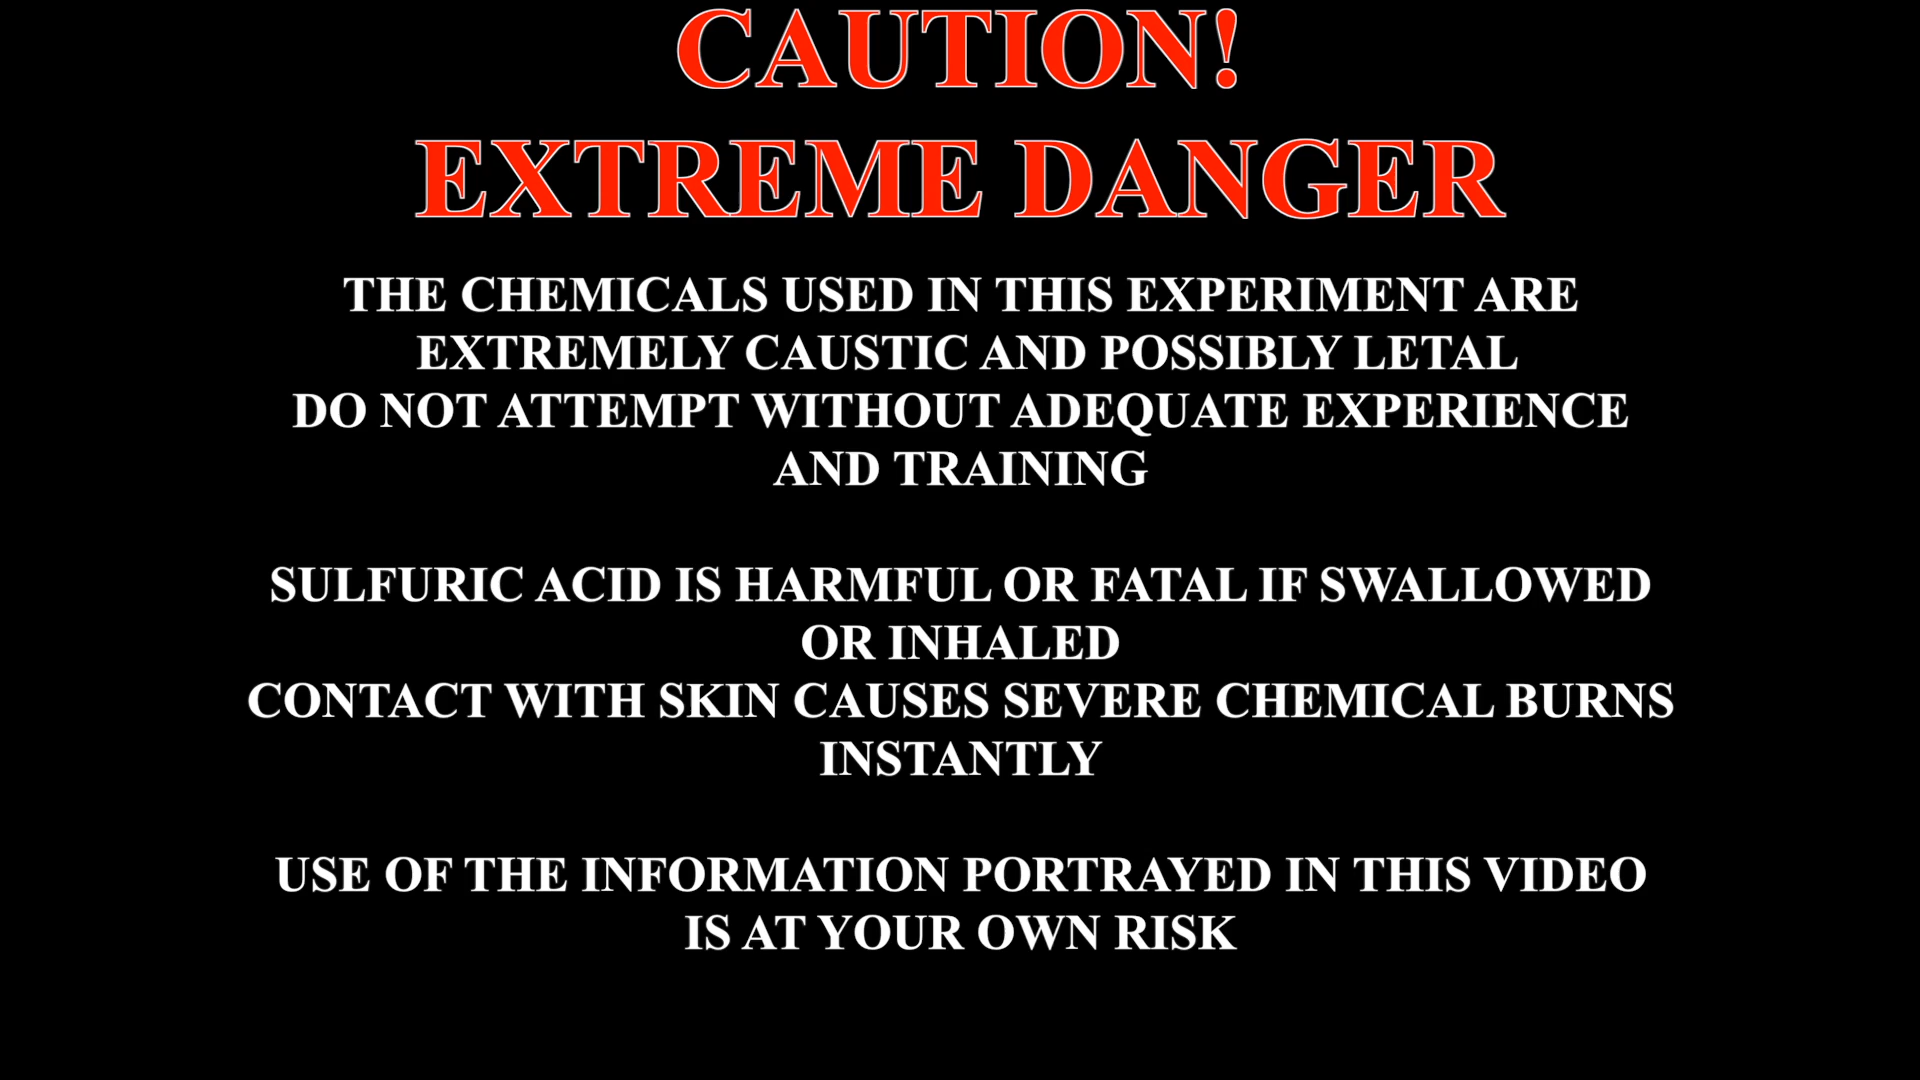 CAUTION!
EXTREME DANGER
THE CHEMICALS USED IN THIS EXPERIMENT ARE
EXTREMELY CAUSTIC AND POSSIBLY LETAL
DO NOT ATTEMPT WITHOUT ADEQUATE EXPERIENCE
AND TRAINING
SULFURIC ACID IS HARMFUL OR FATAL IF SWALLOWED
OR INHALED
CONTACT WITH SKIN CAUSES SEVERE CHEMICAL BURNS
INSTANTLY
USE OF THE INFORMATION PORTRAYED IN THIS VIDEO
IS AT YOUR OWN RISK